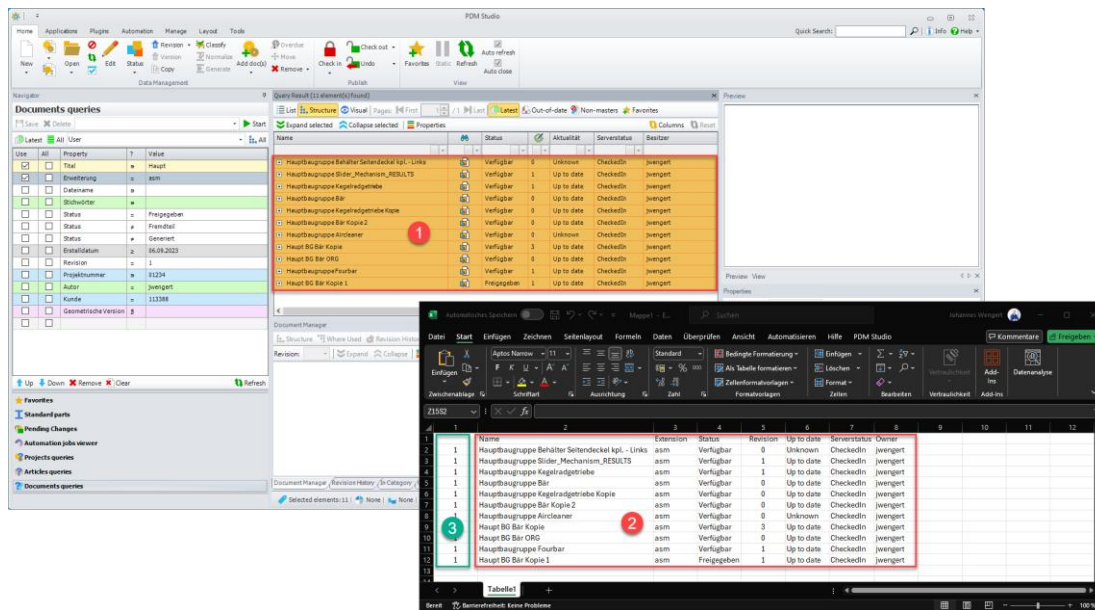 PDM Studio
Home Applications Plugins Automation Manage Layout Tools
Quick Search: Info Help
New Open Edit Status Revision Version Copy Classify Normalize Generate Add doc(s) Overdue Move Remove Check in Check out Undo Favorites Static Refresh Auto refresh Auto close
Data Management Publish View
Navigator
Documents queries
Save Delete Start
Latest All User All
Use All Property ? Value
Titel Haupt
Erweiterung = asm
Dateiname
Stichwörter
Status = Freigegeben
Status ≠ Fremdteil
Status ≠ Generiert
Erstelldatum ≥ 06.09.2023
Revision = 1
Projektnummer 01234
Autor = jwengert
Kunde = 113388
Geometrische Version
Up Down Remove Clear Refresh
Favorites
Standard parts
Pending Changes
Automation jobs viewer
Projects queries
Articles queries
Documents queries
Query Result (11 element(s) found)
List Structure Visual Pages: First 1 / 1 Last Latest Out-of-date Non-masters Favorites
Expand selected Collapse selected Properties Columns Reset
Name Status Aktualität Serverstatus Besitzer
Hauptbaugruppe Behälter Seitendeckel kpl. - Links Verfügbar 0 Unknown CheckedIn jwengert
Hauptbaugruppe Slider_Mechanism_RESULTS Verfügbar 1 Up to date CheckedIn jwengert
Hauptbaugruppe Kegelradgetriebe Verfügbar 1 Up to date CheckedIn jwengert
Hauptbaugruppe Bär Verfügbar 0 Up to date CheckedIn jwengert
Hauptbaugruppe Kegelradgetriebe Kopie Verfügbar 0 Up to date CheckedIn jwengert
Hauptbaugruppe Bär Kopie 2 Verfügbar 0 Up to date CheckedIn jwengert
Hauptbaugruppe Aircleaner Verfügbar 0 Unknown CheckedIn jwengert
Haupt BG Bär Kopie Verfügbar 3 Up to date CheckedIn jwengert
Haupt BG Bär ORG Verfügbar 0 Up to date CheckedIn jwengert
Hauptbaugruppe Fourbar Verfügbar 1 Up to date CheckedIn jwengert
Haupt BG Bär Kopie 1 Freigegeben 1 Up to date CheckedIn jwengert
1
Document Manager
Structure Where Used Revision
Revision: Expand Collapse
Document Manager Revision History In Category
Selected elements: 11 None None
Preview
Preview View
Properties
Automatisches Speichern Mappe1 - E... Suchen Johannes Wengert
Datei Start Einfügen Zeichnen Seitenlayout Formeln Daten Überprüfen Ansicht Automatisieren Hilfe PDM Studio Kommentare Freigeben
Einfügen Aptos Narrow 11 F K U Standard Bedingte Formatierung Als Tabelle formatieren Zellenformatvorlagen Einfügen Löschen Format Vertraulichkeit Add-Ins Datenanalyse
Zwischenablage Schriftart Ausrichtung Zahl Formatvorlagen Zellen Bearbeiten Vertraulichkeit Add-Ins
Z15S2 fx
1 2 3 4 5 6 7 8 9 10 11 12
1 Name Extension Status Revision Up to date Serverstatus Owner
2 1 Hauptbaugruppe Behälter Seitendeckel kpl. - Links asm Verfügbar 0 Unknown CheckedIn jwengert
3 1 Hauptbaugruppe Slider_Mechanism_RESULTS asm Verfügbar 1 Up to date CheckedIn jwengert
4 1 Hauptbaugruppe Kegelradgetriebe asm Verfügbar 1 Up to date CheckedIn jwengert
5 1 Hauptbaugruppe Bär asm Verfügbar 0 Up to date CheckedIn jwengert
6 1 Hauptbaugruppe Kegelradgetriebe Kopie asm Verfügbar 0 Up to date CheckedIn jwengert
7 1 Hauptbaugruppe Bär Kopie 2 asm Verfügbar 0 Up to date CheckedIn jwengert
8 Hauptbaugruppe Aircleaner asm Verfügbar 0 Unknown CheckedIn jwengert
9 Haupt BG Bär Kopie asm Verfügbar 3 Up to date CheckedIn jwengert
10 1 Haupt BG Bär ORG asm Verfügbar 0 Up to date CheckedIn jwengert
11 1 Hauptbaugruppe Fourbar asm Verfügbar 1 Up to date CheckedIn jwengert
12 1 Haupt BG Bär Kopie 1 asm Freigegeben 1 Up to date CheckedIn jwengert
13
3
2
Tabelle1
Bereit Barrierefreiheit: Keine Probleme 100 %